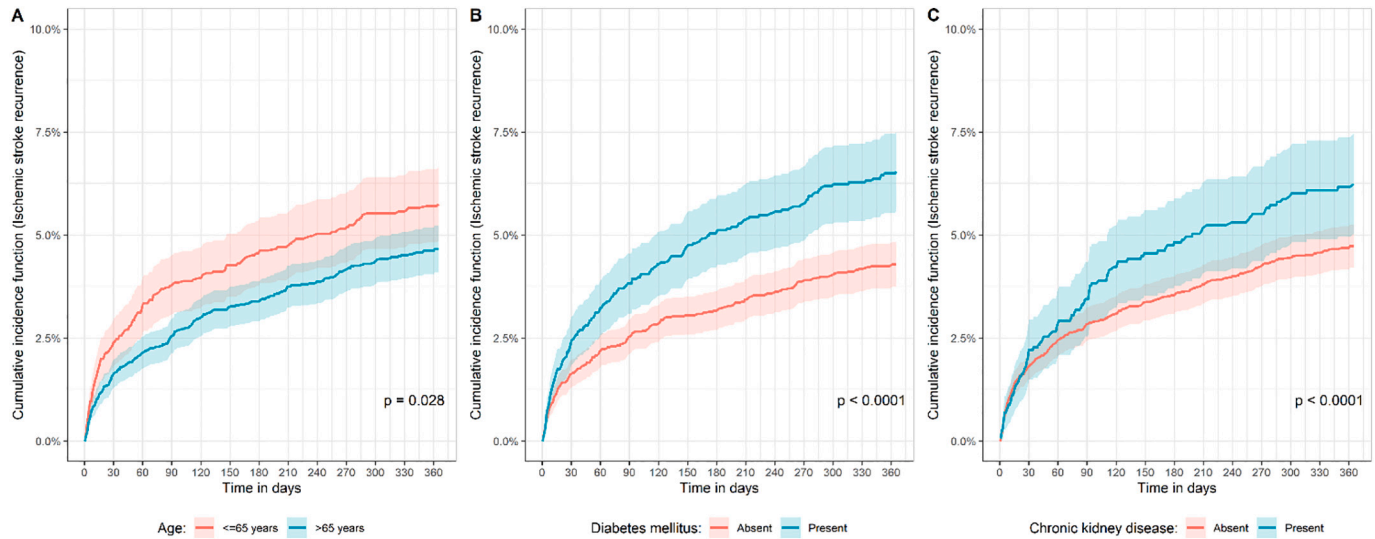 A
Cumulative incidence function (Ischemic stroke recurrence)
10.0%
7.5%
5.0%
2.5%
0.0%
p = 0.028
0 30 60 90 120 150 180 210 240 270 300 330 360
Time in days
Age: <=65 years >65 years
B
Cumulative incidence function (Ischemic stroke recurrence)
10.0%
7.5%
5.0%
2.5%
0.0%
p < 0.0001
0 30 60 90 120 150 180 210 240 270 300 330 360
Time in days
Diabetes mellitus: Absent Present
C
Cumulative incidence function (Ischemic stroke recurrence)
10.0%
7.5%
5.0%
2.5%
0.0%
p < 0.0001
0 30 60 90 120 150 180 210 240 270 300 330 360
Time in days
Chronic kidney disease: Absent Present